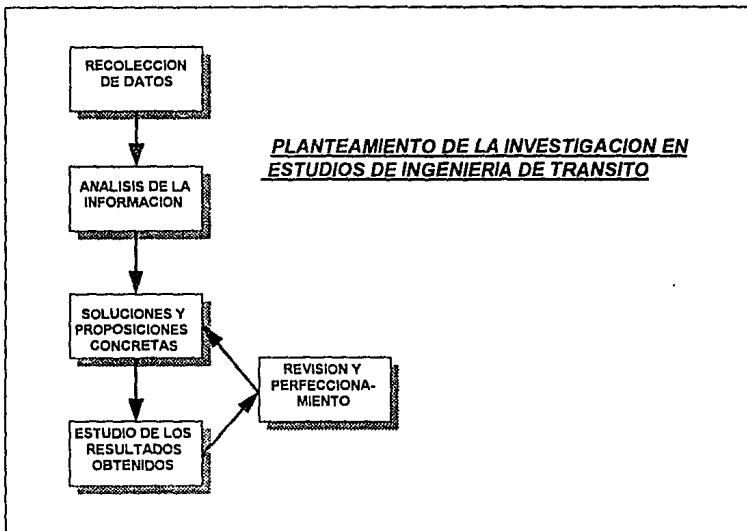 RECOLECCION
DE DATOS
PLANTEAMIENTO DE LA INVESTIGACION EN
ESTUDIOS DE INGENIERIA DE TRANSITO
ANALISIS DE LA
INFORMACION
SOLUCIONES Y
PROPOSICIONES
CONCRETAS
REVISION Y
PERFECCIONA-
MIENTO
ESTUDIO DE LOS
RESULTADOS
OBTENIDOS